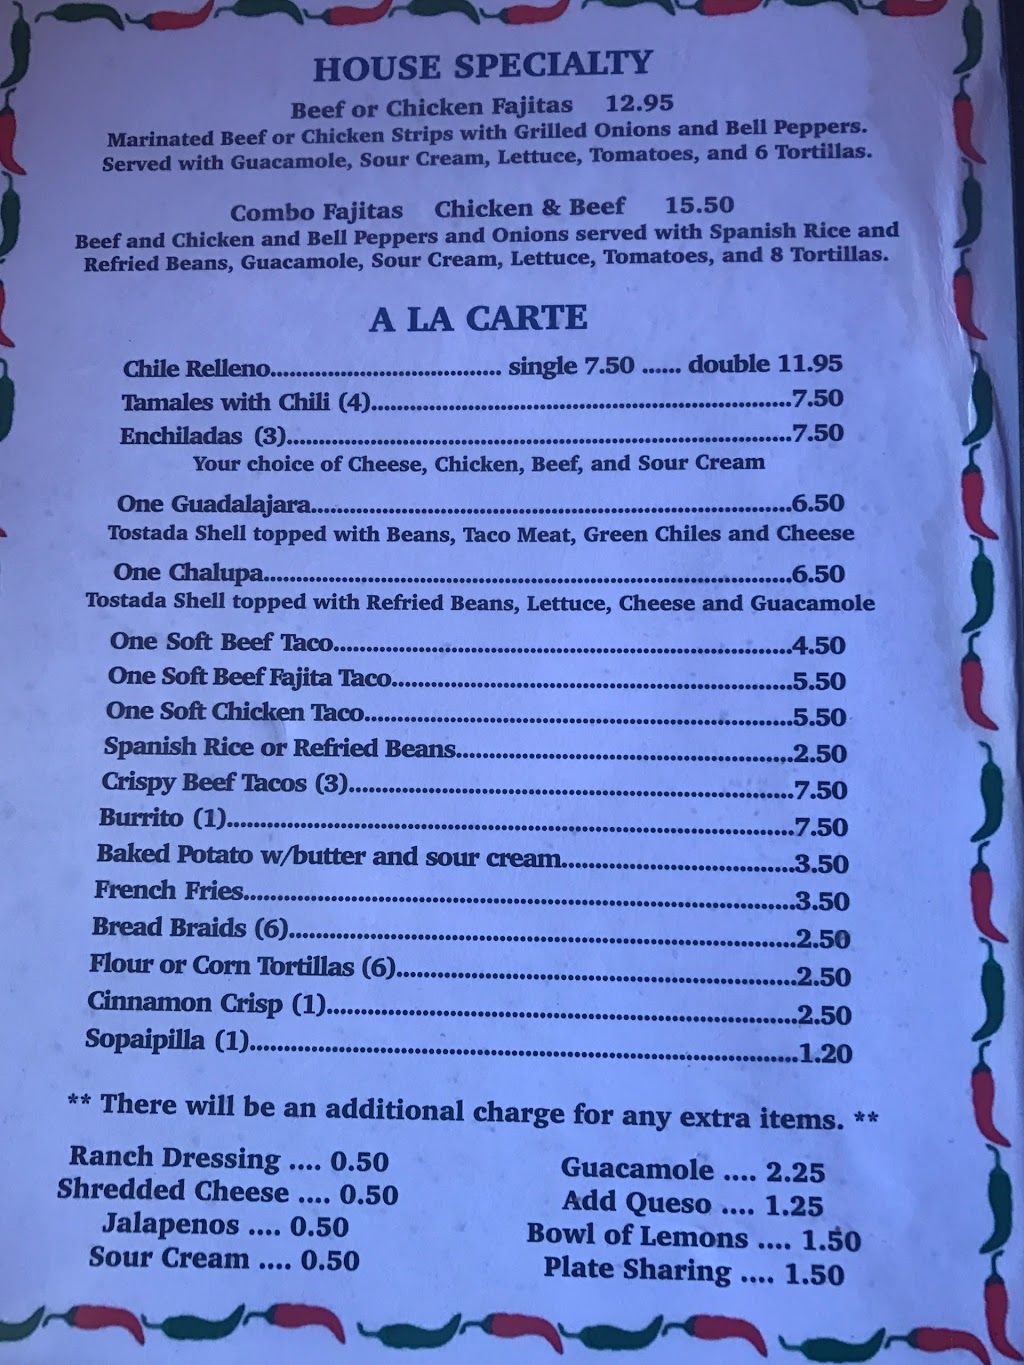 HOUSE SPECIALTY
Beef or Chicken Fajitas 12.95
Marinated Beef or Chicken Strips with Grilled Onions and Bell Peppers.
Served with Guacamole, Sour Cream, Lettuce, Tomatoes, and 6 Tortillas.
Combo Fajitas Chicken & Beef 15.50
Beef and Chicken and Bell Peppers and Onions served with Spanish Rice and
Refried Beans, Guacamole, Sour Cream, Lettuce, Tomatoes, and 8 Tortillas.
A LA CARTE
Chile Relleno.................................. single 7.50 ...... double 11.95
Tamales with Chili (4)..............................................................7.50
Enchiladas (3)..........................................................................7.50
Your choice of Cheese, Chicken, Beef, and Sour Cream
One Guadalajara......................................................................6.50
Tostada Shell topped with Beans, Taco Meat, Green Chiles and Cheese
One Chalupa.............................................................................6.50
Tostada Shell topped with Refried Beans, Lettuce, Cheese and Guacamole
One Soft Beef Taco...................................................................4.50
One Soft Beef Fajita Taco..........................................................5.50
One Soft Chicken Taco..............................................................5.50
Spanish Rice or Refried Beans.................................................2.50
Crispy Beef Tacos (3).................................................................7.50
Burrito (1)...................................................................................7.50
Baked Potato w/butter and sour cream..................................3.50
French Fries................................................................................3.50
Bread Braids (6).........................................................................2.50
Flour or Corn Tortillas (6)..........................................................2.50
Cinnamon Crisp (1)....................................................................2.50
Sopaipilla (1)................................................................................1.20
** There will be an additional charge for any extra items. **
Ranch Dressing .... 0.50
Shredded Cheese .... 0.50
Jalapenos .... 0.50
Sour Cream .... 0.50
Guacamole .... 2.25
Add Queso .... 1.25
Bowl of Lemons .... 1.50
Plate Sharing .... 1.50